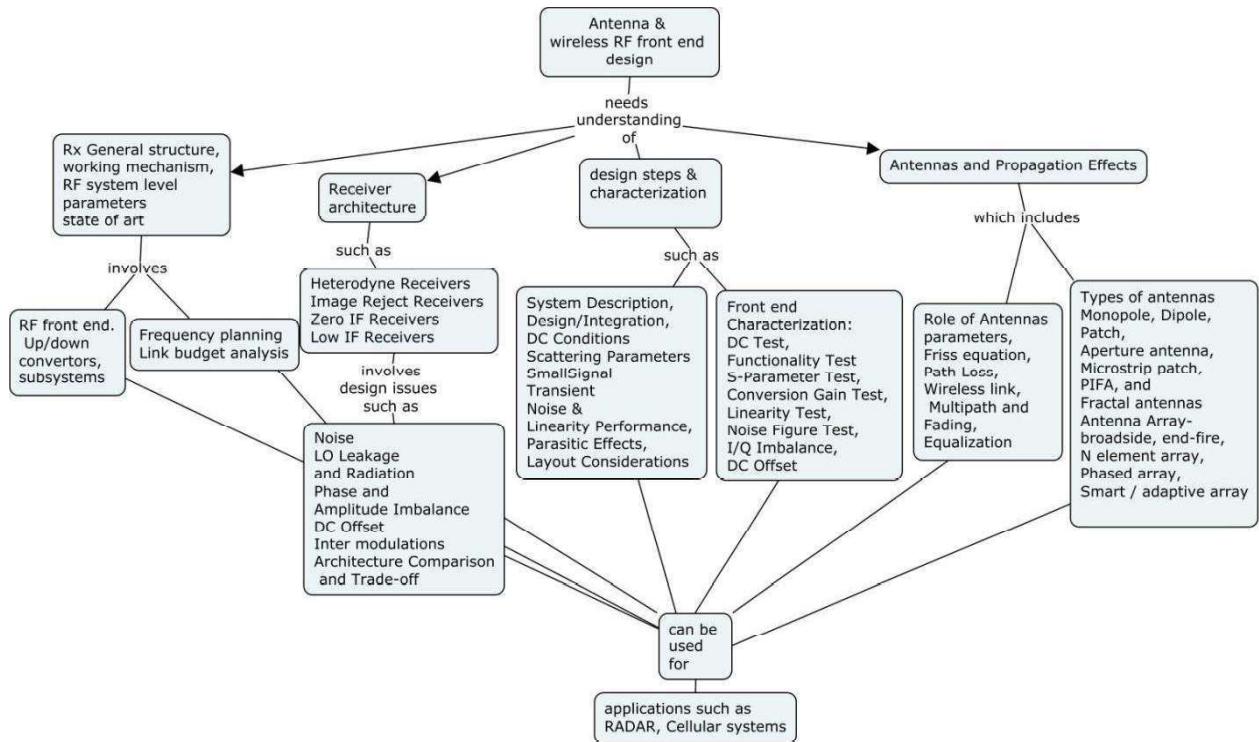 Antenna &
wireless RF front end
design
needs
understanding
of
Rx General structure,
working mechanism,
RF system level
parameters
state of art
Receiver
architecture
design steps &
characterization
Antennas and Propagation Effects
involves
such as
such as
which includes
RF front end.
Up/down
convertors,
subsystems
Frequency planning
Link budget analysis
Heterodyne Receivers
Image Reject Receivers
Zero IF Receivers
Low IF Receivers
involves
design issues
such as
Noise
LO Leakage
and Radiation
Phase and
Amplitude Imbalance
DC Offset
Inter modulations
Architecture Comparison
and Trade-off
System Description,
Design/Integration,
DC Conditions
Scattering Parameters
SmallSignal
Transient
Noise &
Linearity Performance,
Parasitic Effects,
Layout Considerations
Front end
Characterization:
DC Test,
Functionality Test
S-Parameter Test,
Conversion Gain Test,
Linearity Test,
Noise Figure Test,
I/Q Imbalance,
DC Offset
Role of Antennas
parameters,
Friss equation,
Path Loss,
Wireless link,
Multipath and
Fading,
Equalization
Types of antennas
Monopole, Dipole,
Patch,
Aperture antenna,
Microstrip patch,
PIFA, and
Fractal antennas
Antenna Array-
broadside, end-fire,
N element array,
Phased array,
Smart / adaptive array
can be
used
for
applications such as
RADAR, Cellular systems